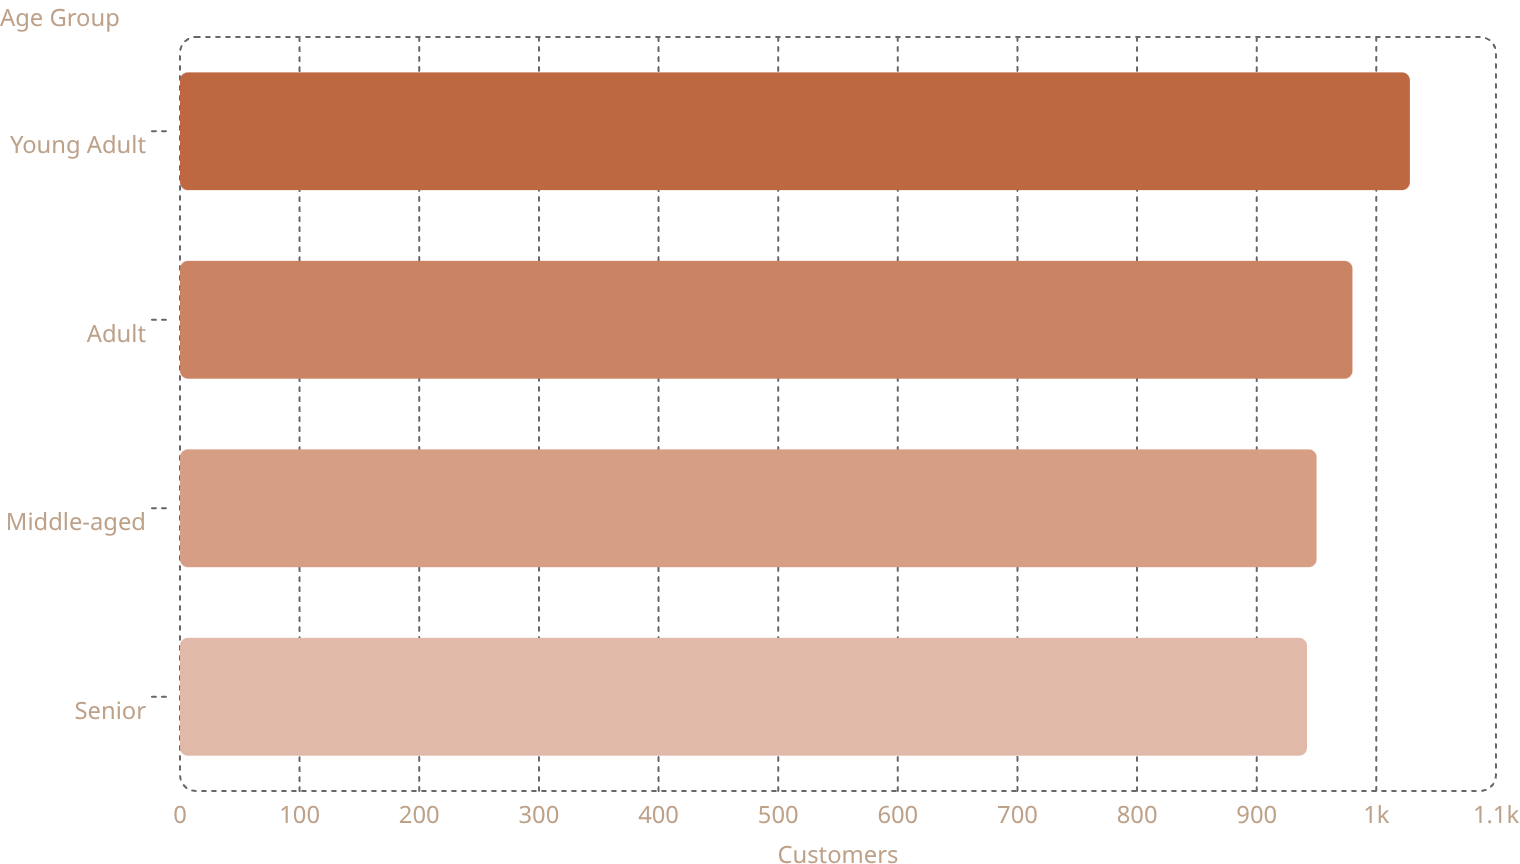 Age Group
Young Adult
Adult
Middle-aged
Senior
0 100 200 300 400 500 600 700 800 900 1k 1.1k
Customers